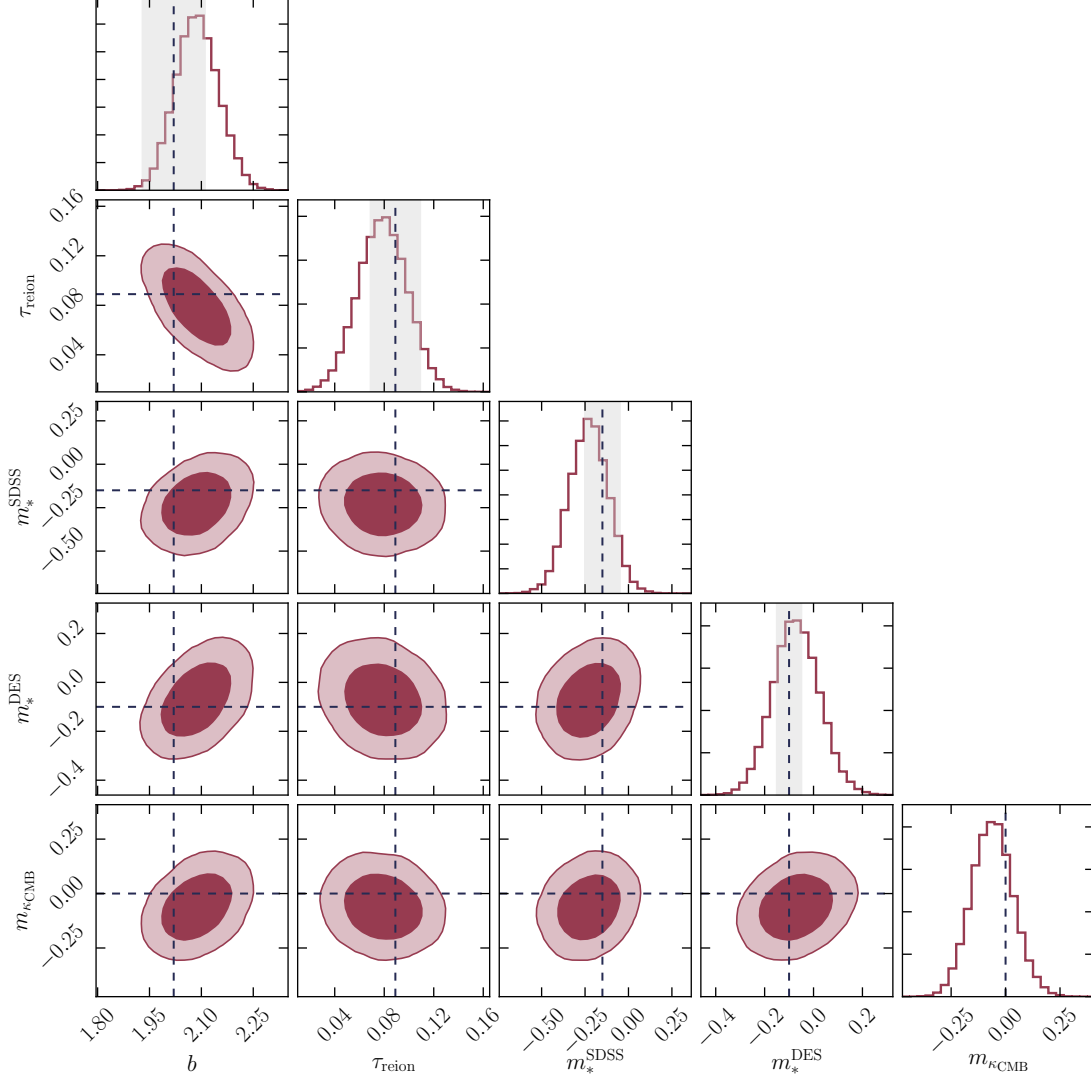 0.16
0.12
0.08
0.04
τ_reion
0.25
0.00
−0.25
−0.50
m_*^SDSS
0.2
0.0
−0.2
−0.4
m_*^DES
0.25
0.00
−0.25
m_κCMB
1.80 1.95 2.10 2.25
0.04 0.08 0.12 0.16
−0.50 −0.25 0.00 0.25
−0.4 −0.2 0.0 0.2
−0.25 0.00 0.25
b τ_reion m_*^SDSS m_*^DES m_κCMB